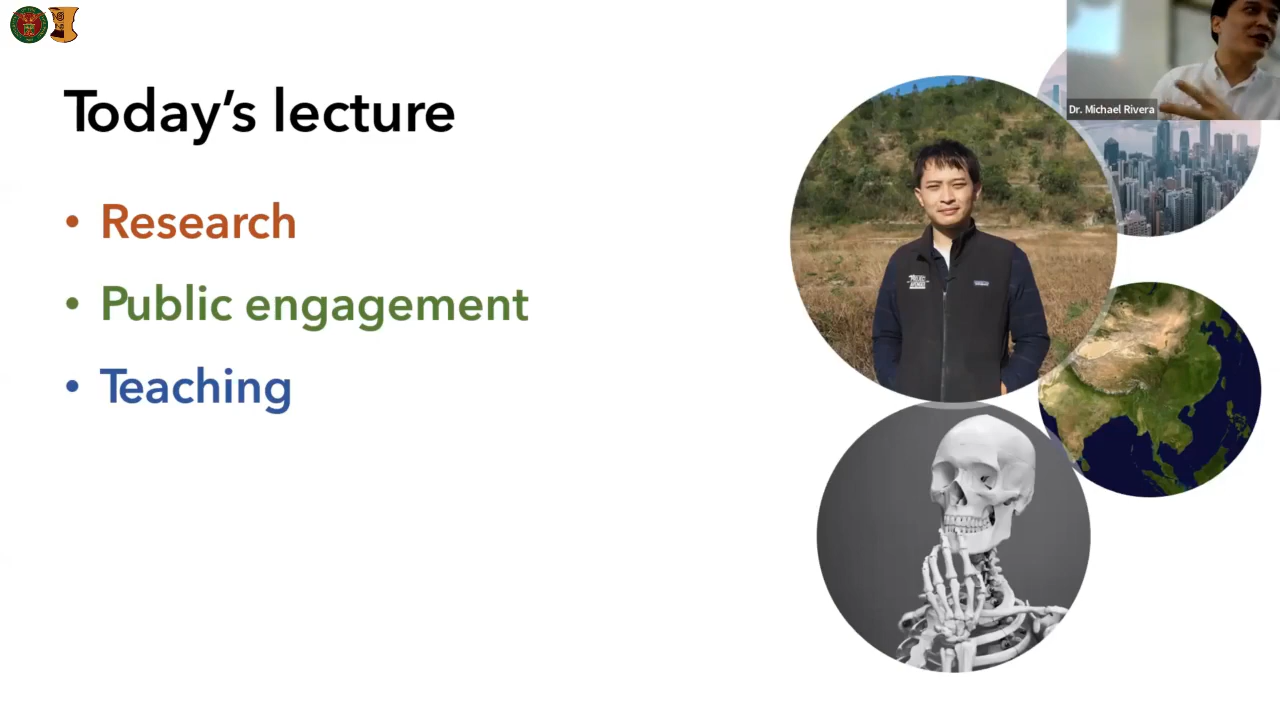 Today's lecture
• Research
• Public engagement
• Teaching
Dr. Michael Rivera